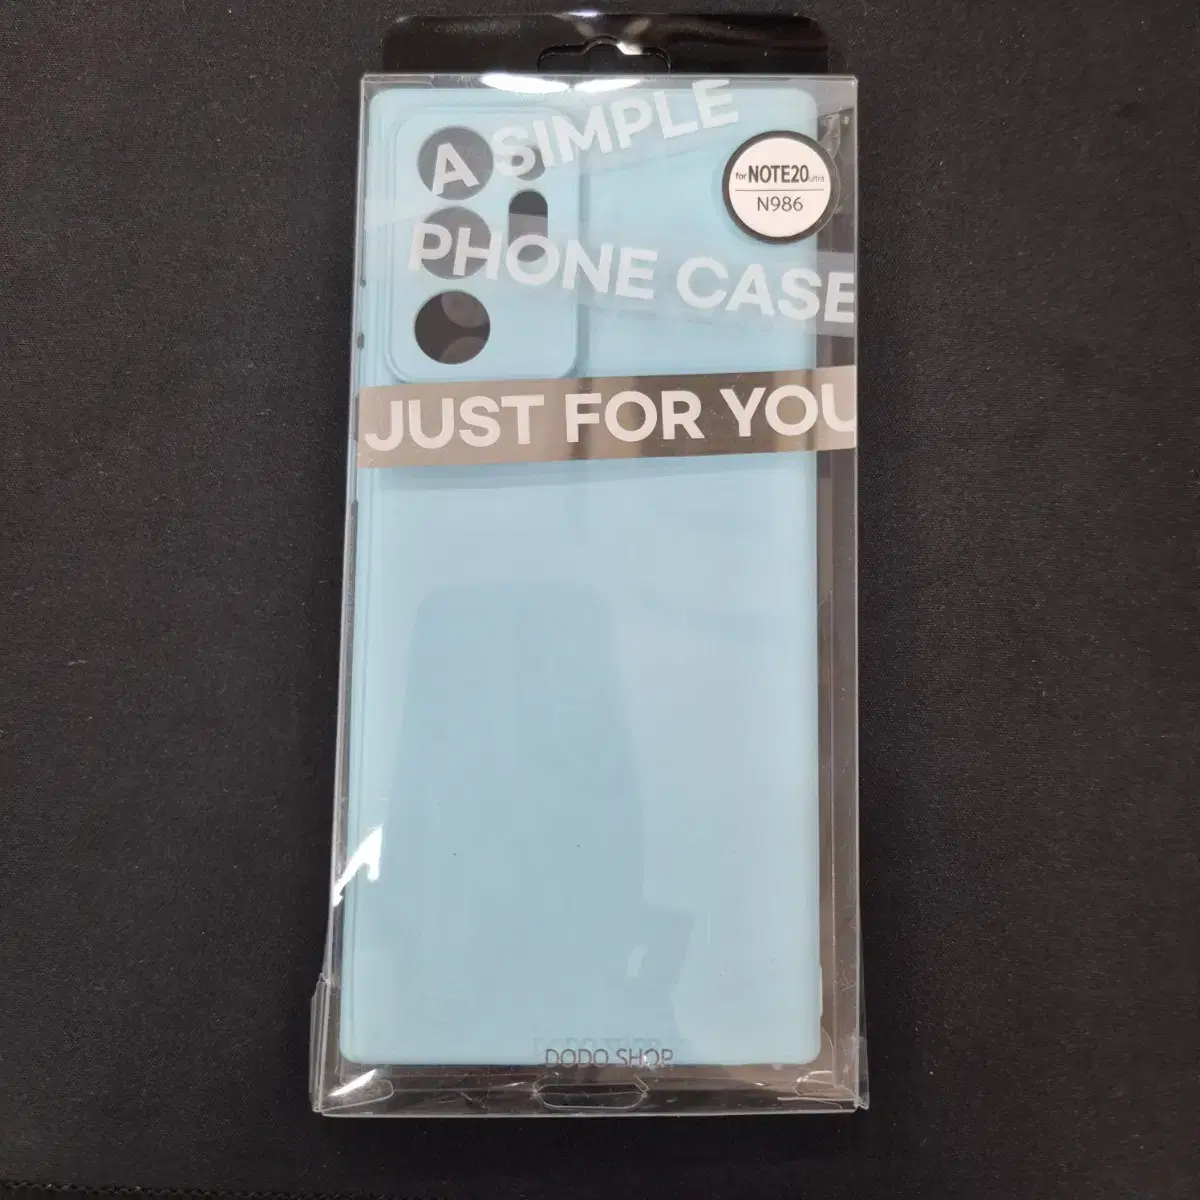 A SIMPLE
PHONE CASE
JUST FOR YOU
for NOTE20 ultra
N986
DODO SHOP